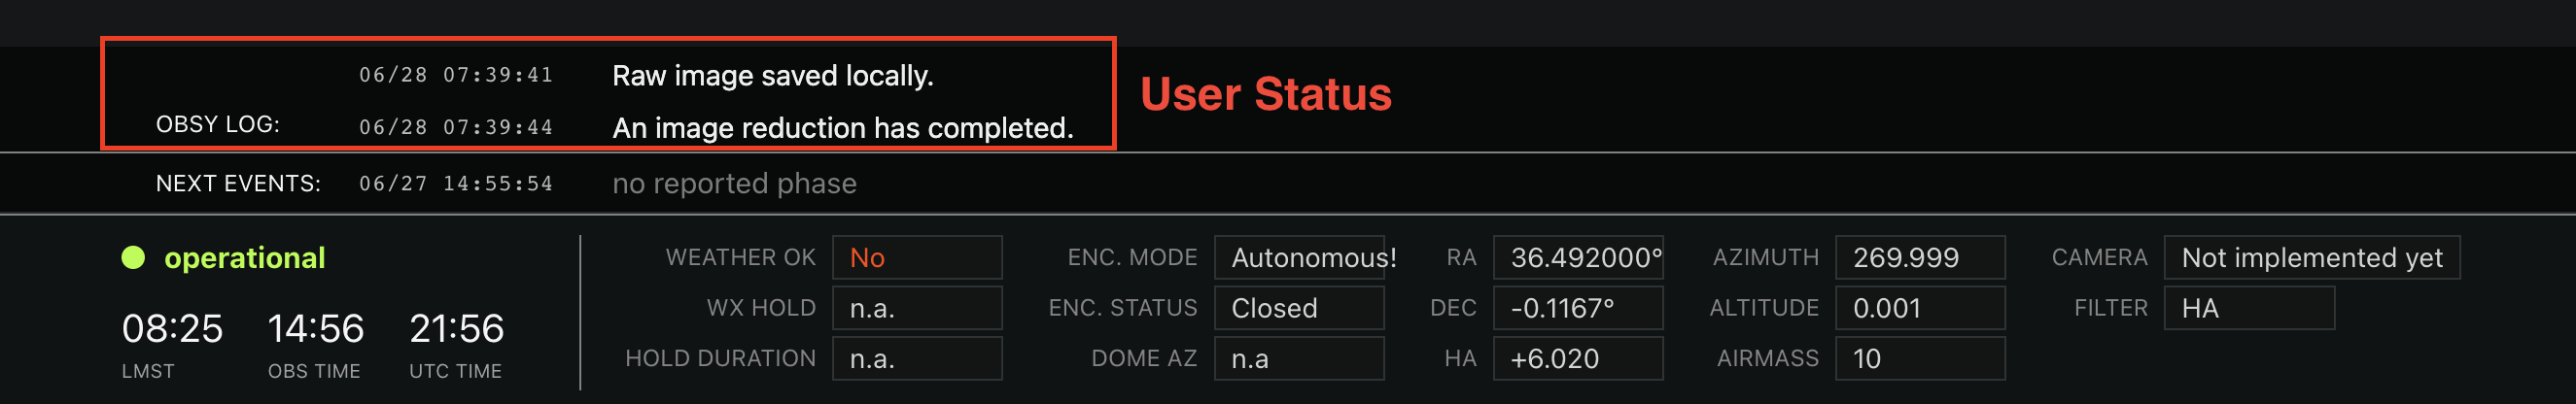 06/28 07:39:41 Raw image saved locally.
User Status
OBSY LOG: 06/28 07:39:44 An image reduction has completed.
NEXT EVENTS: 06/27 14:55:54 no reported phase
operational
08:25 14:56 21:56
LMST OBS TIME UTC TIME
WEATHER OK No
WX HOLD n.a.
HOLD DURATION n.a.
ENC. MODE Autonomous!
ENC. STATUS Closed
DOME AZ n.a
RA 36.492000°
DEC -0.1167°
HA +6.020
AZIMUTH 269.999
ALTITUDE 0.001
AIRMASS 10
CAMERA Not implemented yet
FILTER HA